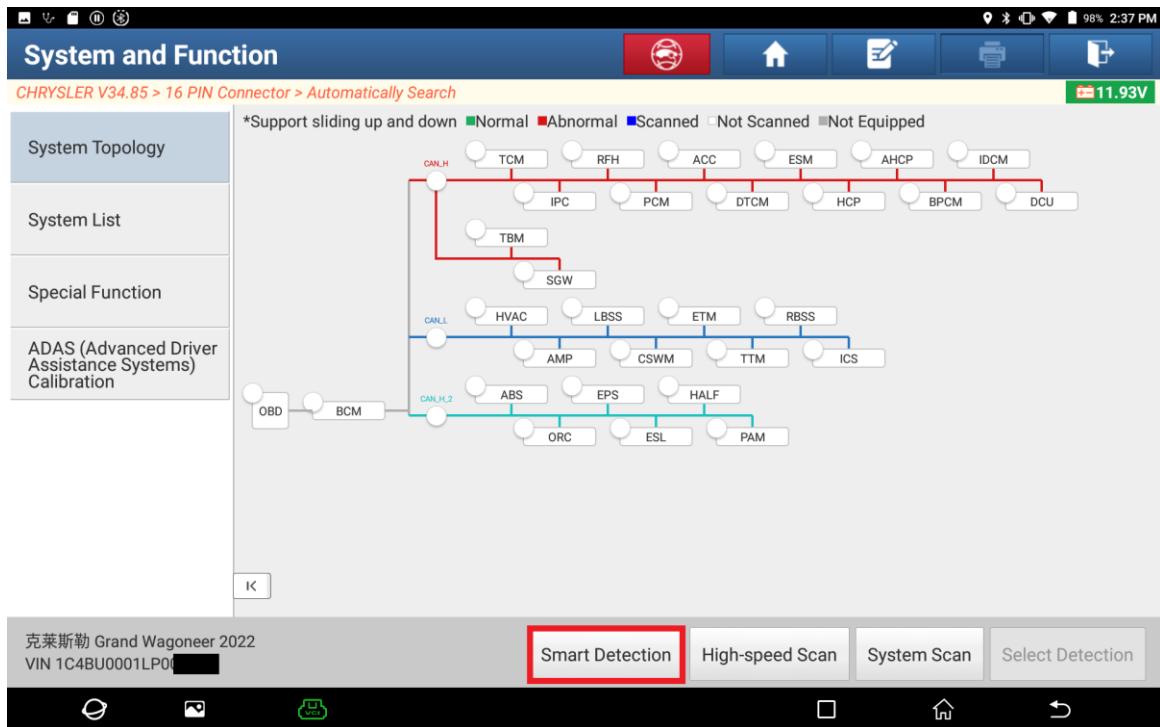 98% 2:37 PM
System and Function
CHRYSLER V34.85 > 16 PIN Connector > Automatically Search
11.93V
System Topology
System List
Special Function
ADAS (Advanced Driver
Assistance Systems)
Calibration
*Support sliding up and down Normal Abnormal Scanned Not Scanned Not Equipped
CAN_H
TCM RFH ACC ESM AHCP IDCM
IPC PCM DTCM HCP BPCM DCU
TBM
SGW
CAN_L
HVAC LBSS ETM RBSS
AMP CSWM TTM ICS
OBD BCM
CAN_H_2
ABS EPS HALF
ORC ESL PAM
克莱斯勒 Grand Wagoneer 2022
VIN 1C4BU0001LP00
Smart Detection High-speed Scan System Scan Select Detection
VCI